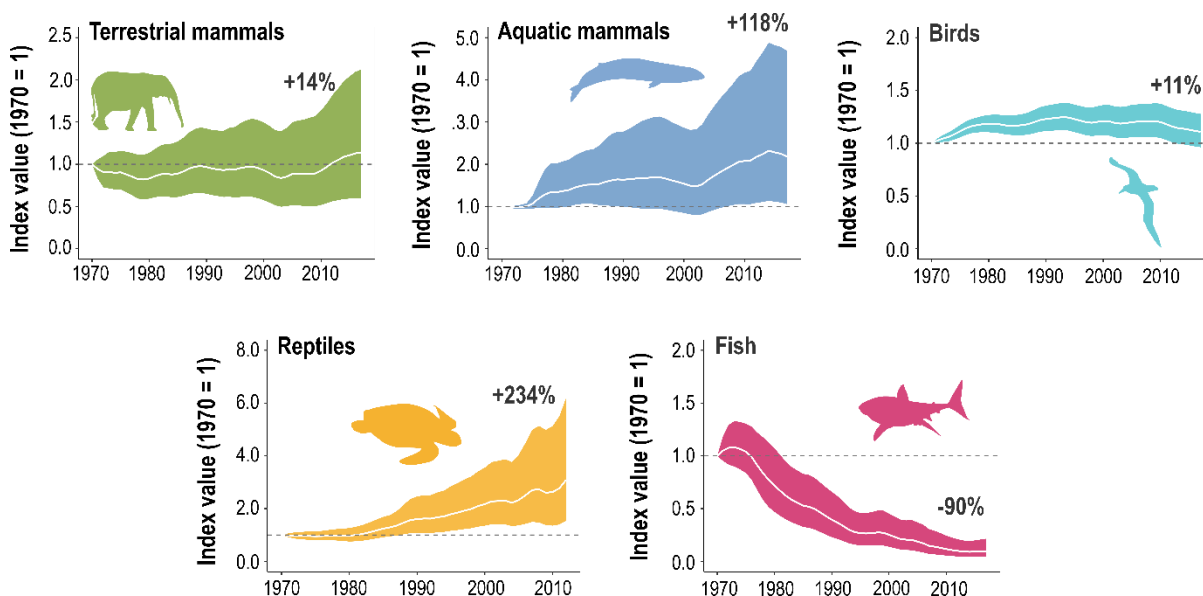 Terrestrial mammals
+14%
Index value (1970 = 1)
2.5
2.0
1.5
1.0
0.5
0.0
1970 1980 1990 2000 2010
Aquatic mammals
+118%
Index value (1970 = 1)
5.0
4.0
.3.0
2.0
1.0
0.0
1970 1980 1990 2000 2010
Birds
+11%
Index value (1970 = 1)
2.0
1.5
1.0
0.5
0.0
1970 1980 1990 2000 2010
Reptiles
+234%
Index value (1970 = 1)
8.0
6.0
4.0
2.0
1.0
0.0
1970 1980 1990 2000 2010
Fish
-90%
Index value (1970 = 1)
2.0
1.5
1.0
0.5
0.0
1970 1980 1990 2000 2010